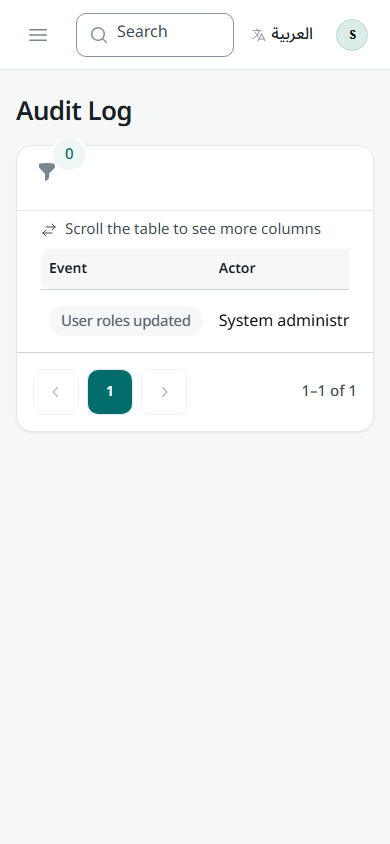 Search
العربية
s
Audit Log
0
Scroll the table to see more columns
Event Actor
User roles updated System administr
1
1–1 of 1